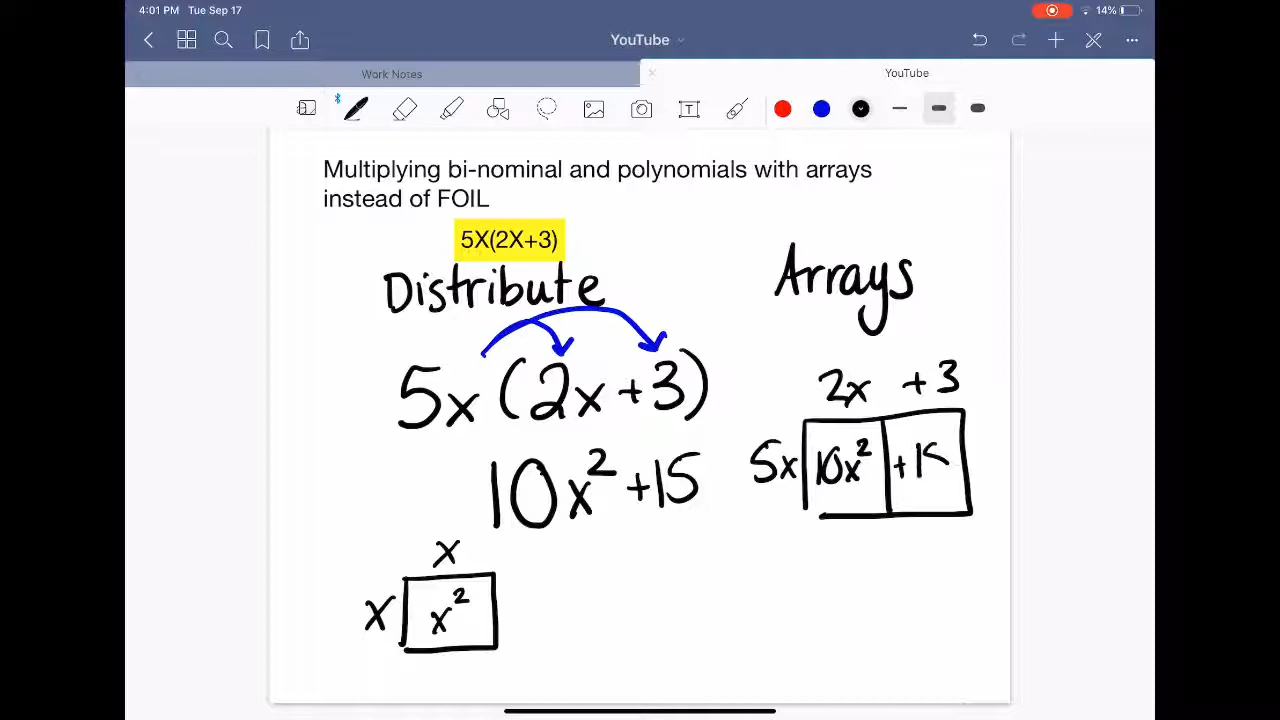 4:01 PM Tue Sep 17
14%
YouTube
Work Notes
YouTube
T
Multiplying bi-nominal and polynomials with arrays
instead of FOIL
5X(2X+3)
Distribute
Arrays
5x (2x+3)
2x +3
5x 10x² +15
10x² +15
x
x x²